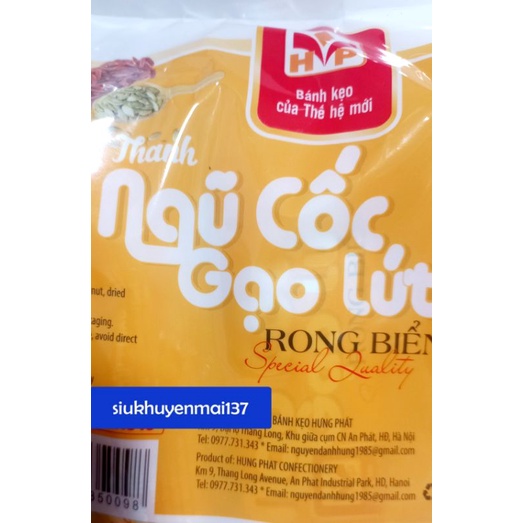 HP
Bánh kẹo
của Thế hệ mới
Thanh
Ngũ Cốc
Gạo Lứt
RONG BIỂN
Special Quality
nut, dried
aging.
avoid direct
siukhuyenmai137
BÁNH KẸO HƯNG PHÁT
Thăng Long, Khu giữa cụm CN An Phát, HĐ, Hà Nội
Tel: 0977.731.343 * Email: nguyendanhhung1985@gmail.com
Product of: HUNG PHAT CONFECTIONERY
Km 9, Thang Long Avenue, An Phat Industrial Park, HD, Hanoi
Tel: 0977.731.343 * Email: nguyendanhhung1985@gmail.com
350098